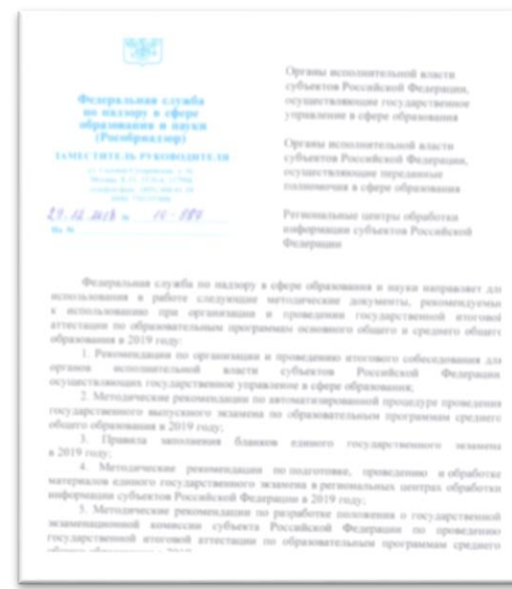 Федеральная служба
по надзору в сфере
образования и науки
(Рособрнадзор)
ЗАМЕСТИТЕЛЬ РУКОВОДИТЕЛЯ
На №
Органы исполнительной власти
субъектов Российской Федерации,
осуществляющие государственное
управление в сфере образования
Органы исполнительной власти
субъектов Российской Федерации,
осуществляющие переданные
полномочия в сфере образования
Региональные центры обработки
информации субъектов Российской
Федерации
Федеральная служба по надзору в сфере образования и науки направляет для
использования в работе следующие методические документы, рекомендуемые
к использованию при организации и проведении государственной итоговой
аттестации по образовательным программам основного общего и среднего общего
образования в 2019 году:
1. Рекомендации по организации и проведению итогового собеседования для
органов исполнительной власти субъектов Российской Федерации,
осуществляющих государственное управление в сфере образования;
2. Методические рекомендации по автоматизированной процедуре проведения
государственного выпускного экзамена по образовательным программам среднего
общего образования в 2019 году;
3. Правила заполнения бланков единого государственного экзамена
в 2019 году;
4. Методические рекомендации по подготовке, проведению и обработке
материалов единого государственного экзамена в региональных центрах обработки
информации субъектов Российской Федерации в 2019 году;
5. Методические рекомендации по разработке положения о государственной
экзаменационной комиссии субъекта Российской Федерации по проведению
государственной итоговой аттестации по образовательным программам среднего